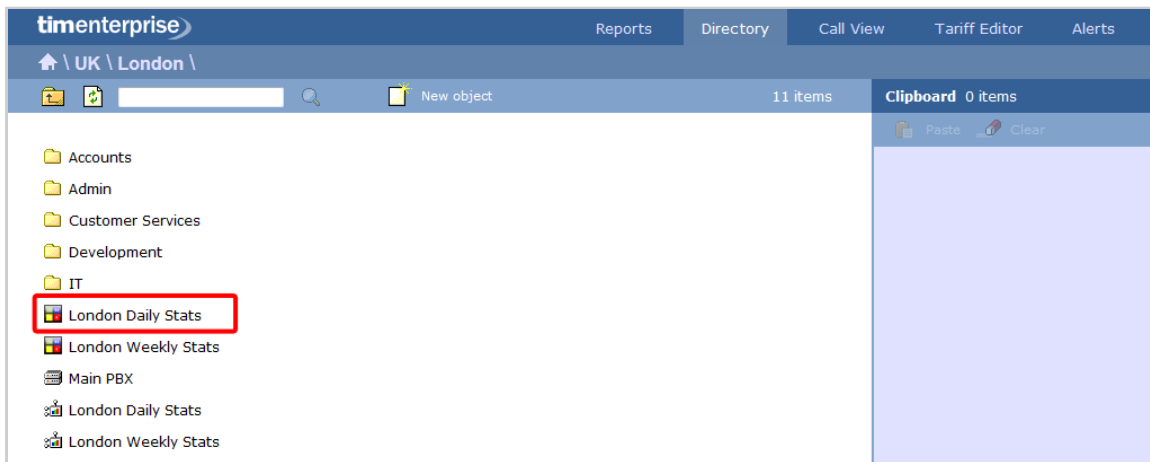 timenterprise Reports Directory Call View Tariff Editor Alerts
\ UK \ London \
New object 11 items Clipboard 0 items
Paste Clear
Accounts
Admin
Customer Services
Development
IT
London Daily Stats
London Weekly Stats
Main PBX
London Daily Stats
London Weekly Stats